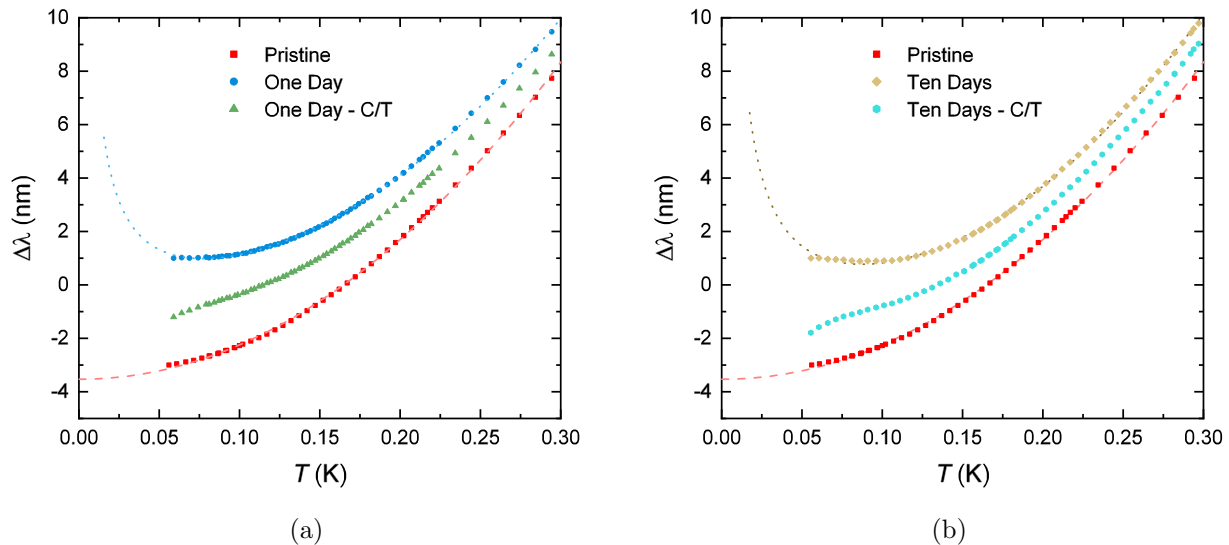 10
8
6
4
2
0
-2
-4
Δλ (nm)
Pristine
One Day
One Day - C/T
0.00 0.05 0.10 0.15 0.20 0.25 0.30
T (K)
(a)
10
8
6
4
2
0
-2
-4
Δλ (nm)
Pristine
Ten Days
Ten Days - C/T
0.00 0.05 0.10 0.15 0.20 0.25 0.30
T (K)
(b)